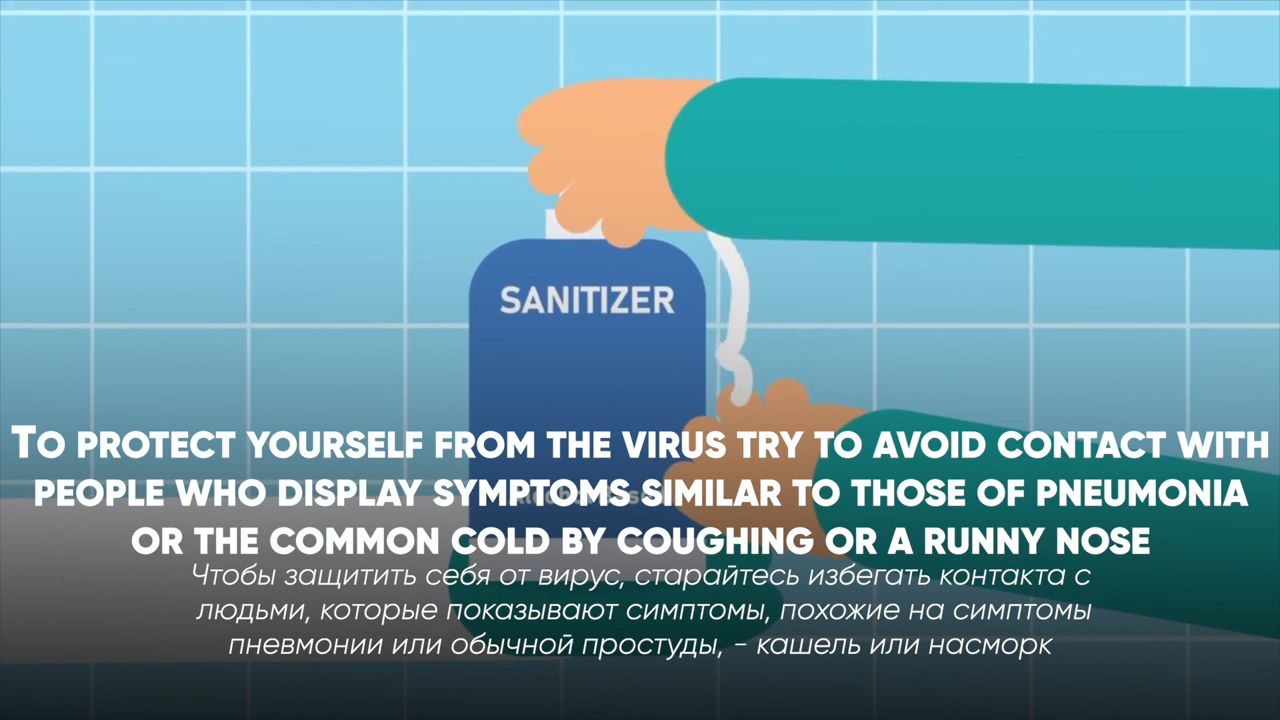 SANITIZER
TO PROTECT YOURSELF FROM THE VIRUS TRY TO AVOID CONTACT WITH
PEOPLE WHO DISPLAY SYMPTOMS SIMILAR TO THOSE OF PNEUMONIA
OR THE COMMON COLD BY COUGHING OR A RUNNY NOSE
Чтобы защитить себя от вирус, старайтесь избегать контакта с
людьми, которые показывают симптомы, похожие на симптомы
пневмонии или обычной простуды, - кашель или насморк